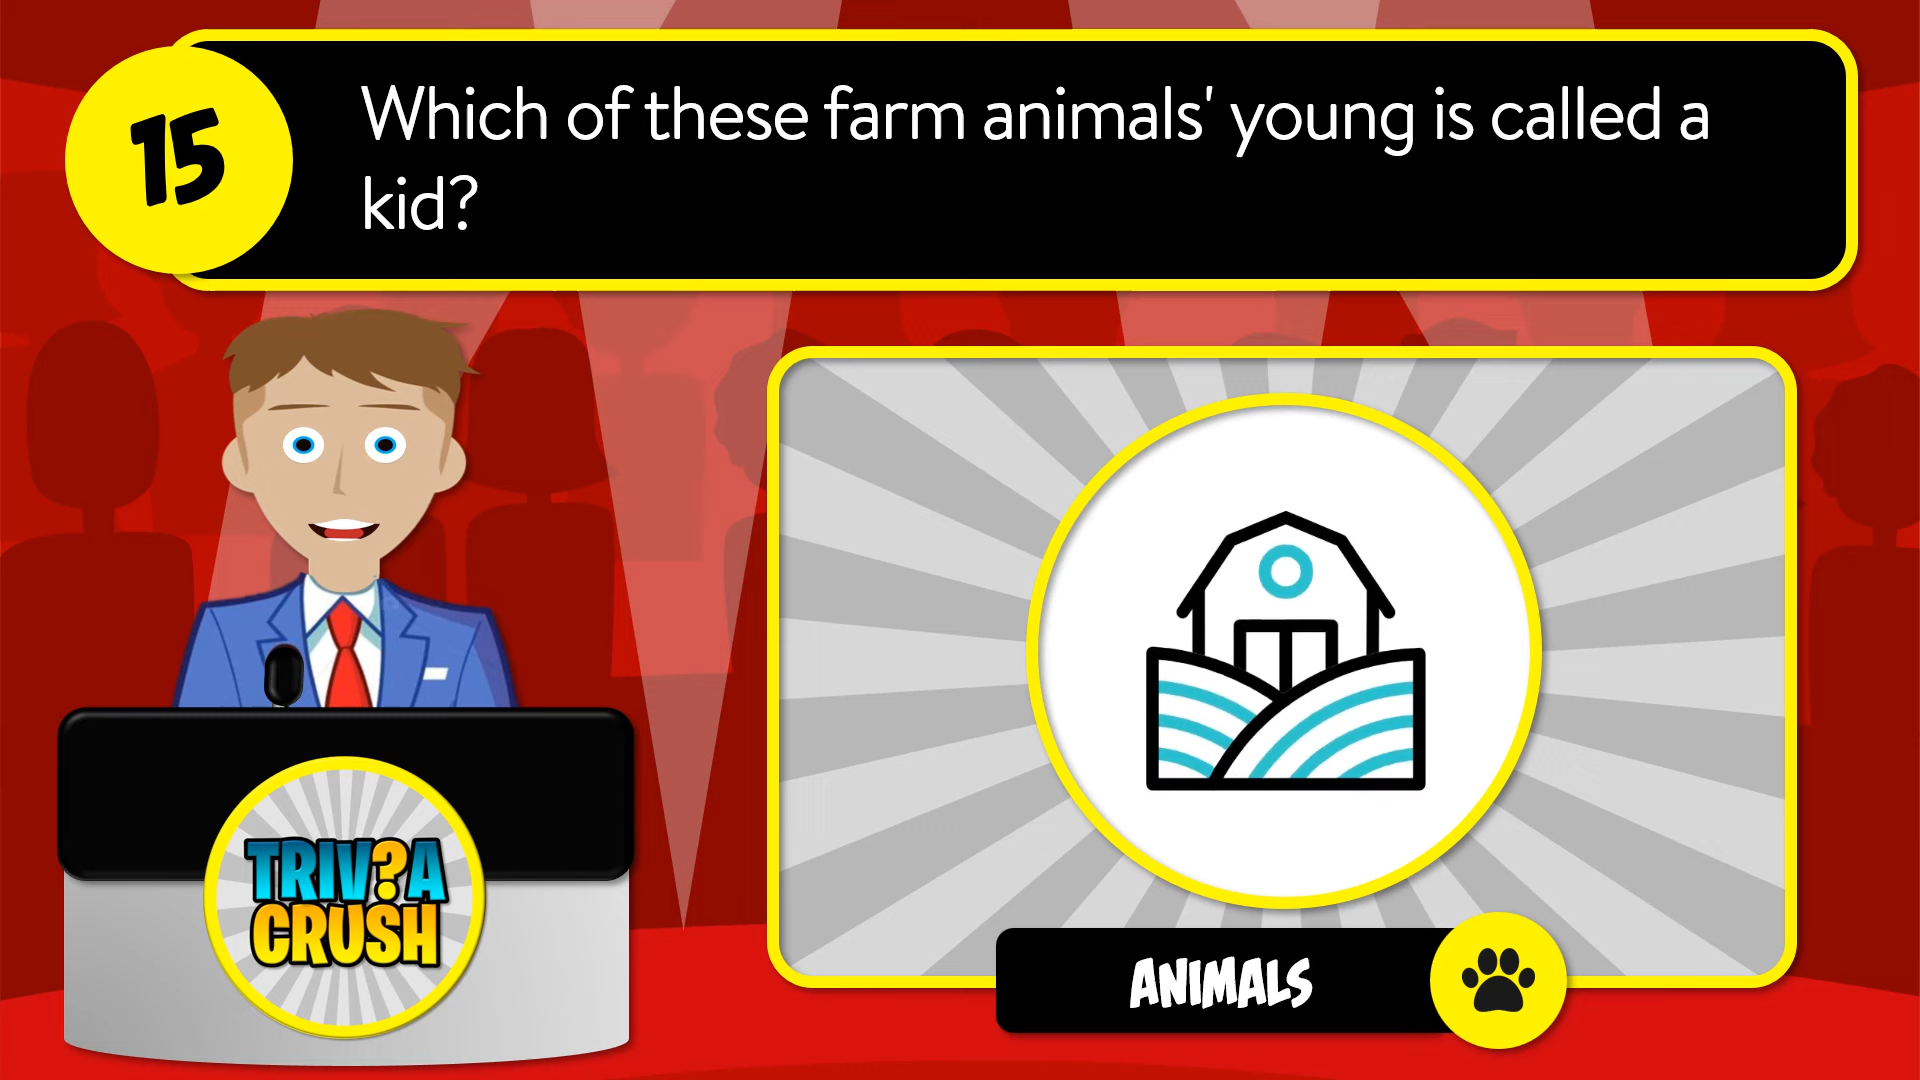 15
Which of these farm animals' young is called a
kid?
TRIV?A
CRUSH
ANIMALS